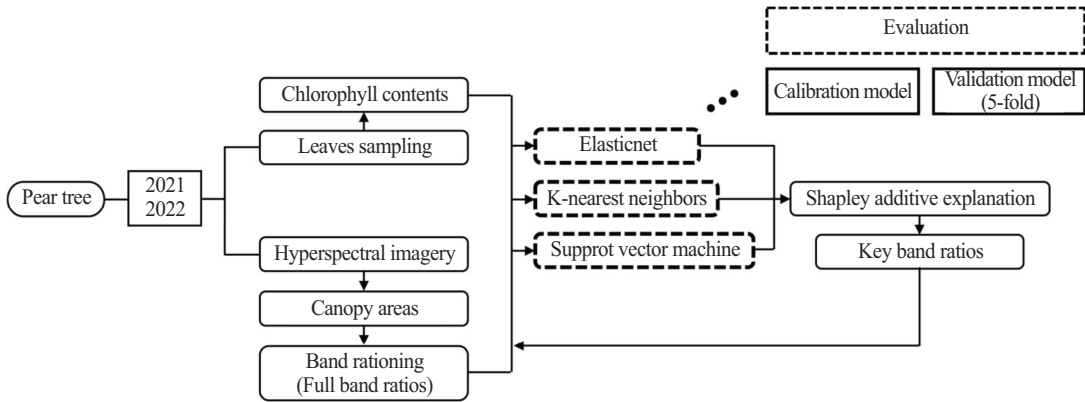 Evaluation
Calibration model
Validation model
(5-fold)
Chlorophyll contents
Leaves sampling
Pear tree
2021
2022
Hyperspectral imagery
Canopy areas
Band rationing
(Full band ratios)
Elasticnet
K-nearest neighbors
Supprot vector machine
Shapley additive explanation
Key band ratios